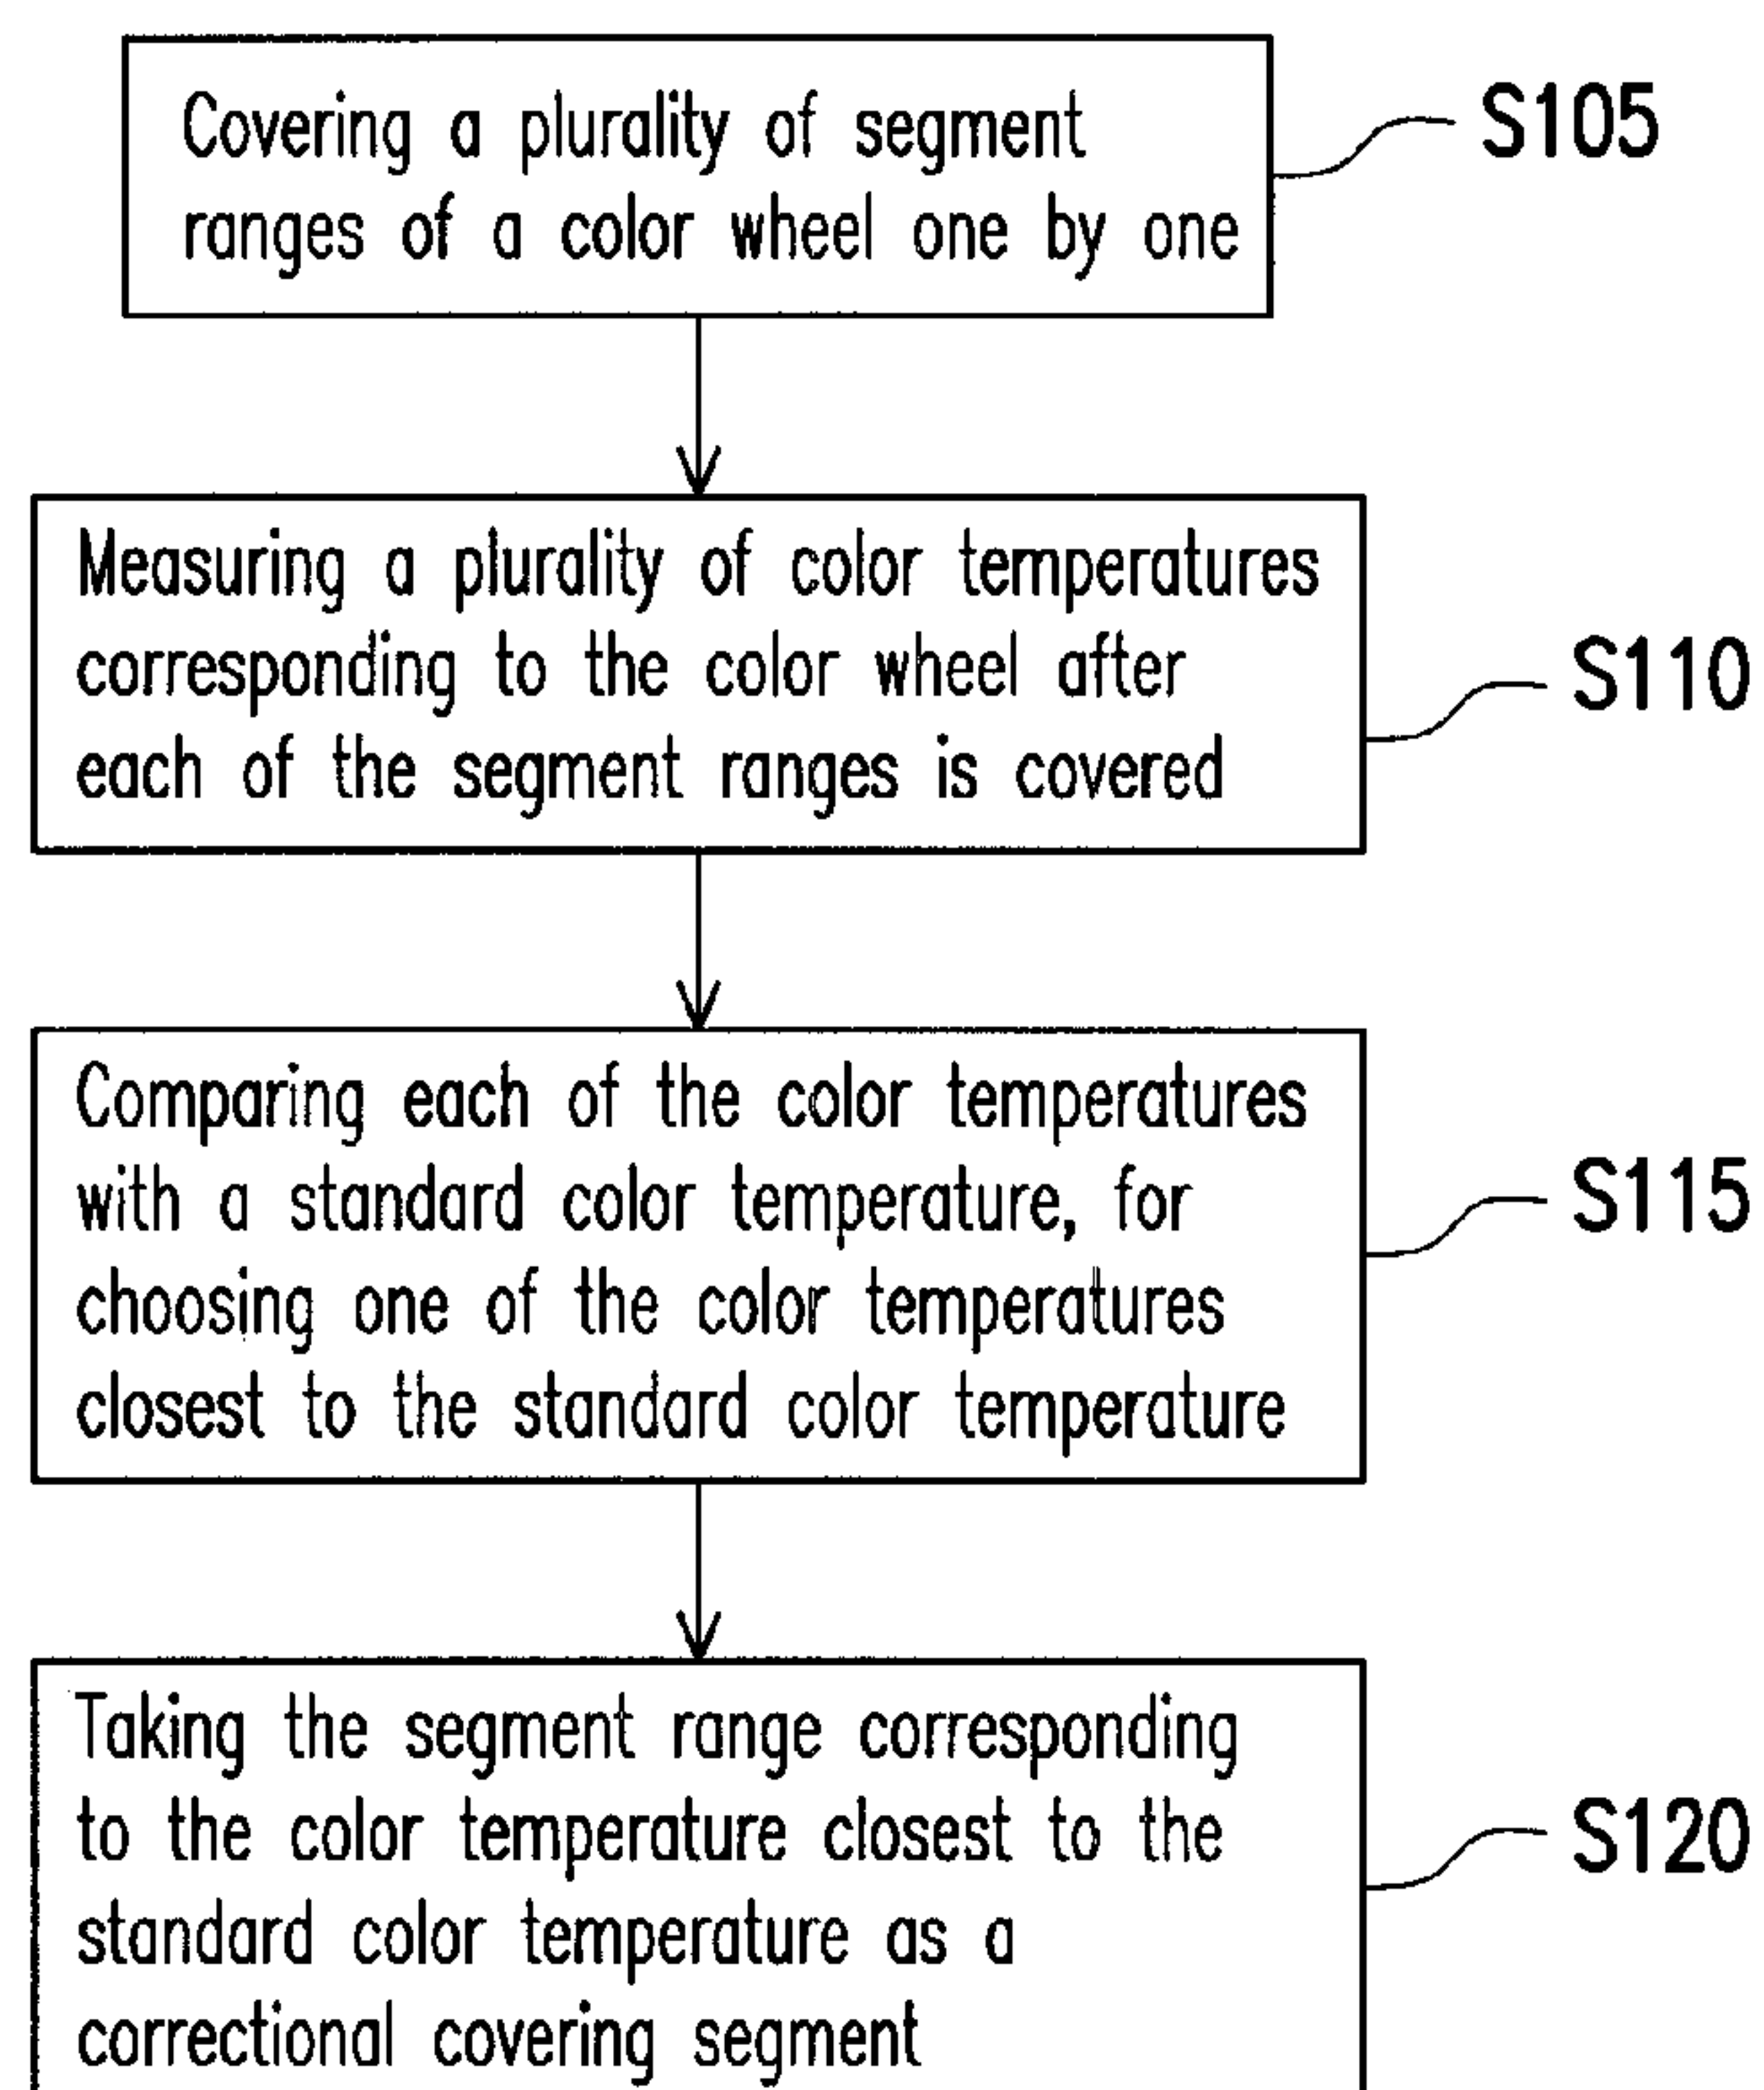 Covering a plurality of segment
ranges of a color wheel one by one
S105
Measuring a plurality of color temperatures
corresponding to the color wheel after
each of the segment ranges is covered
S110
Comparing each of the color temperatures
with a standard color temperature, for
choosing one of the color temperatures
closest to the standard color temperature
S115
Taking the segment range corresponding
to the color temperature closest to the
standard color temperature as a
correctional covering segment
S120